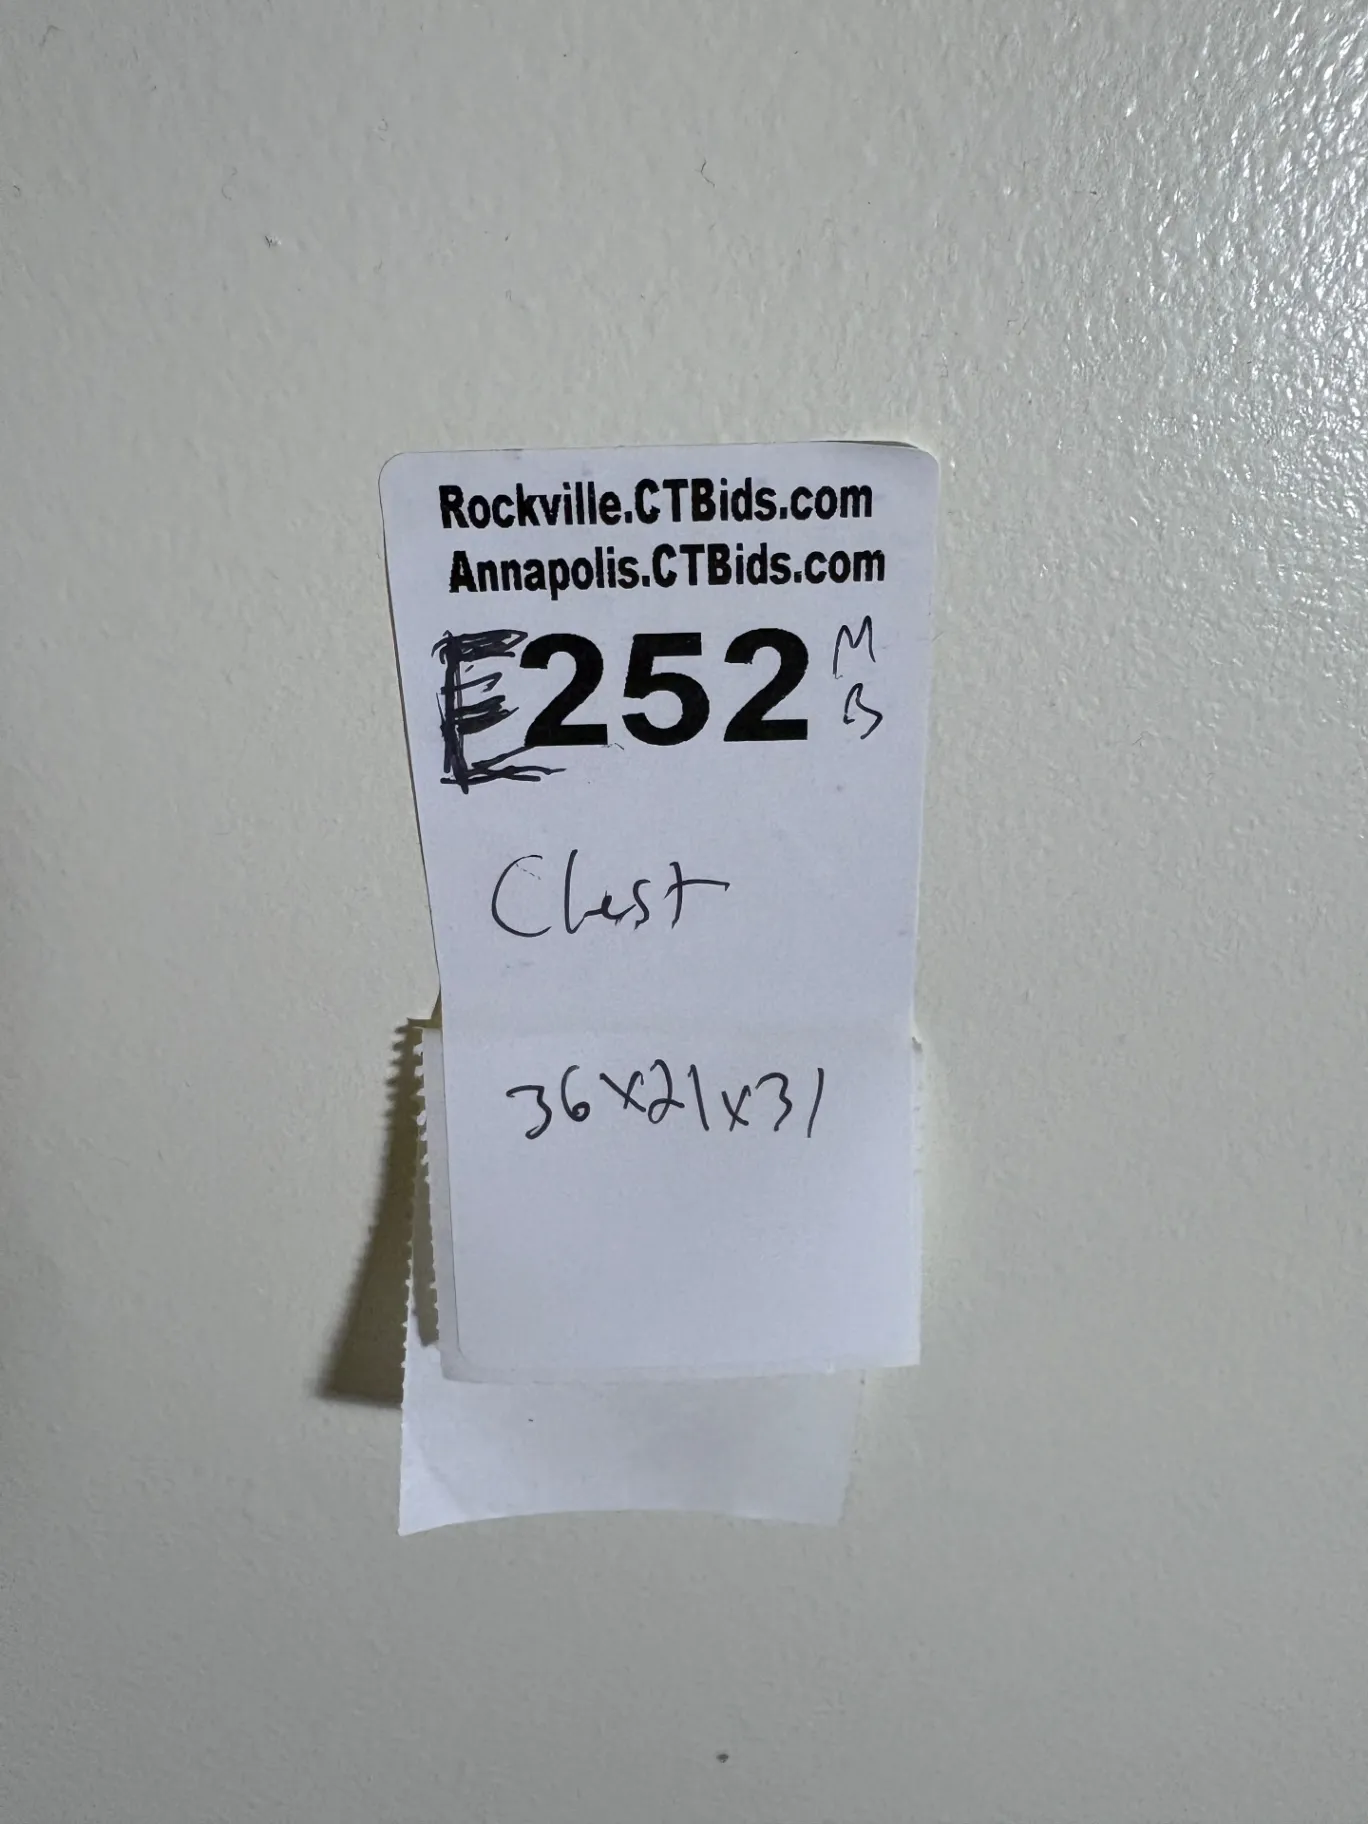 Rockville.CTBids.com
Annapolis.CTBids.com
E252 M
B
Chest
36x21x31